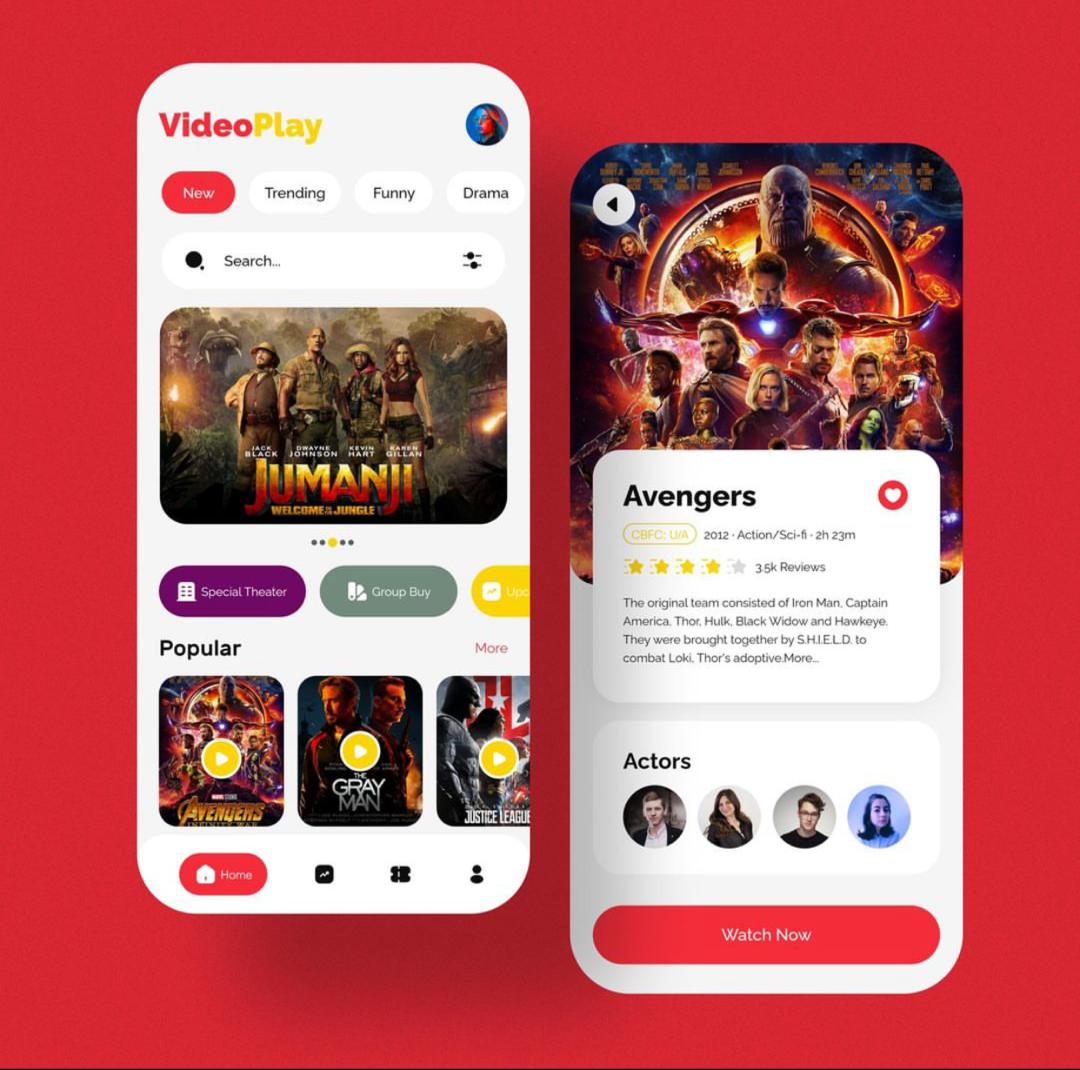 VideoPlay
New
Trending
Funny
Drama
Search...
JACK BLACK
DWAYNE JOHNSON
KEVIN HART
KAREN GILLAN
JUMANJI
WELCOME TO THE JUNGLE
Special Theater
Group Buy
Upc
Popular
More
MARVEL STUDIOS
AVENGERS
INFINITY WAR
THE
GRAY
MAN
JUSTICE LEAGUE
Home
Avengers
CBFC: U/A
2012 · Action/Sci-fi · 2h 23m
3.5k Reviews
The original team consisted of Iron Man, Captain
America, Thor, Hulk, Black Widow and Hawkeye.
They were brought together by S.H.I.E.L.D. to
combat Loki, Thor's adoptive.More...
Actors
Watch Now